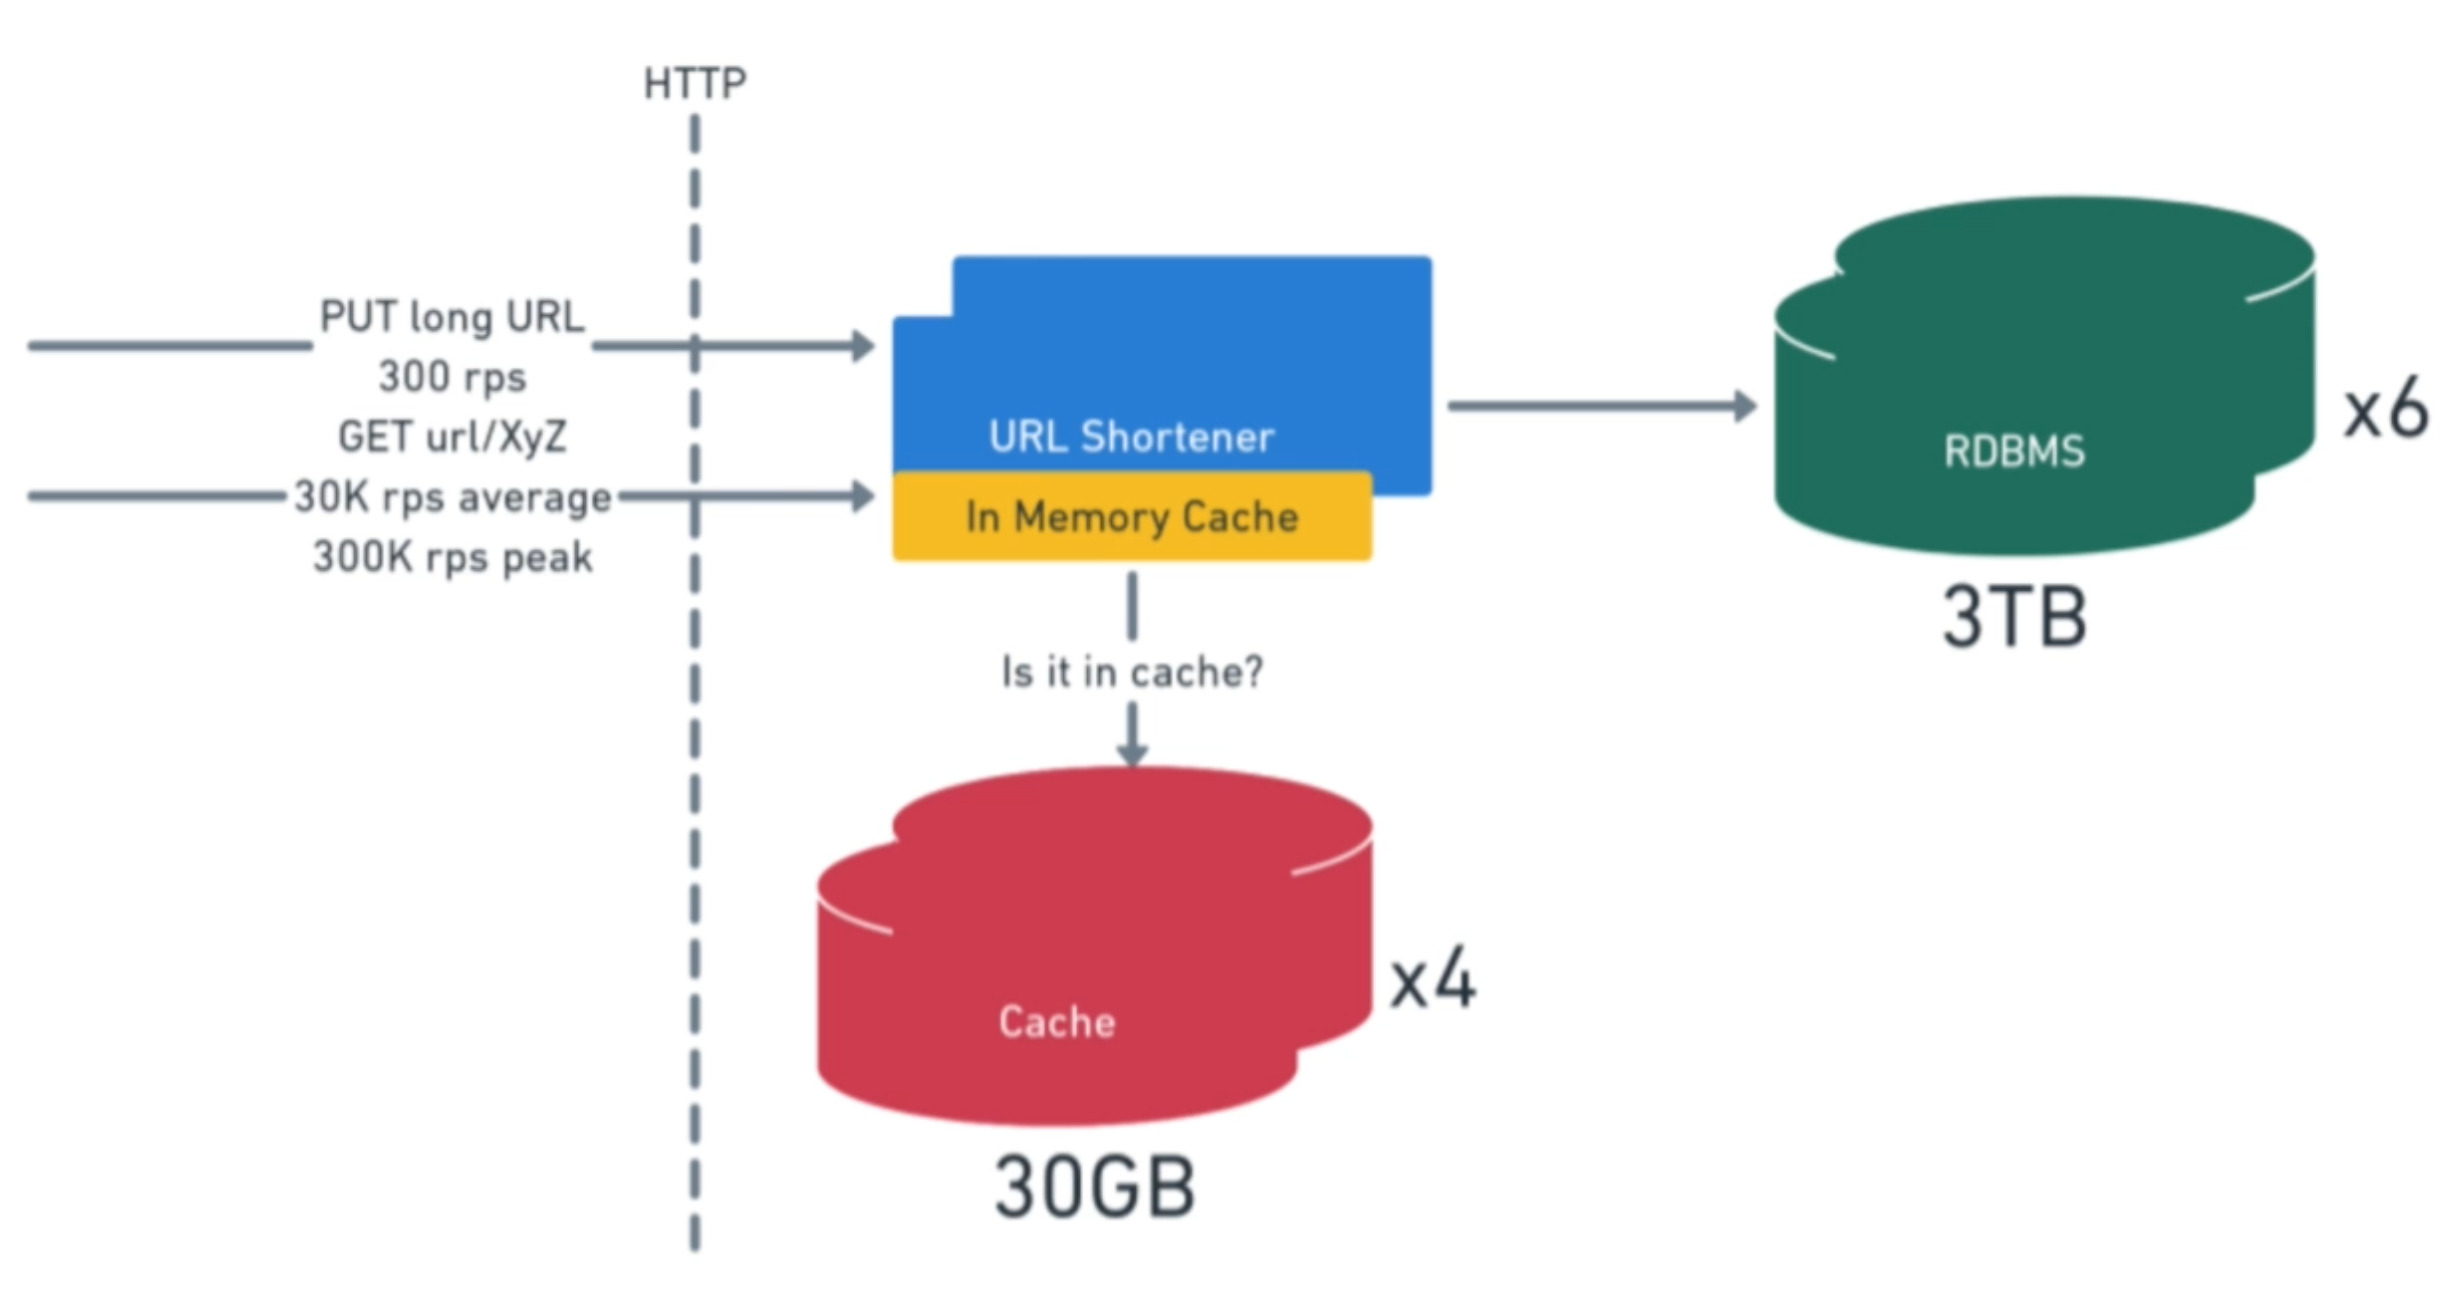 HTTP
PUT long URL
300 rps
GET url/XyZ
30K rps average
300K rps peak
URL Shortener
In Memory Cache
RDBMS
x6
3TB
Is it in cache?
Cache
x4
30GB